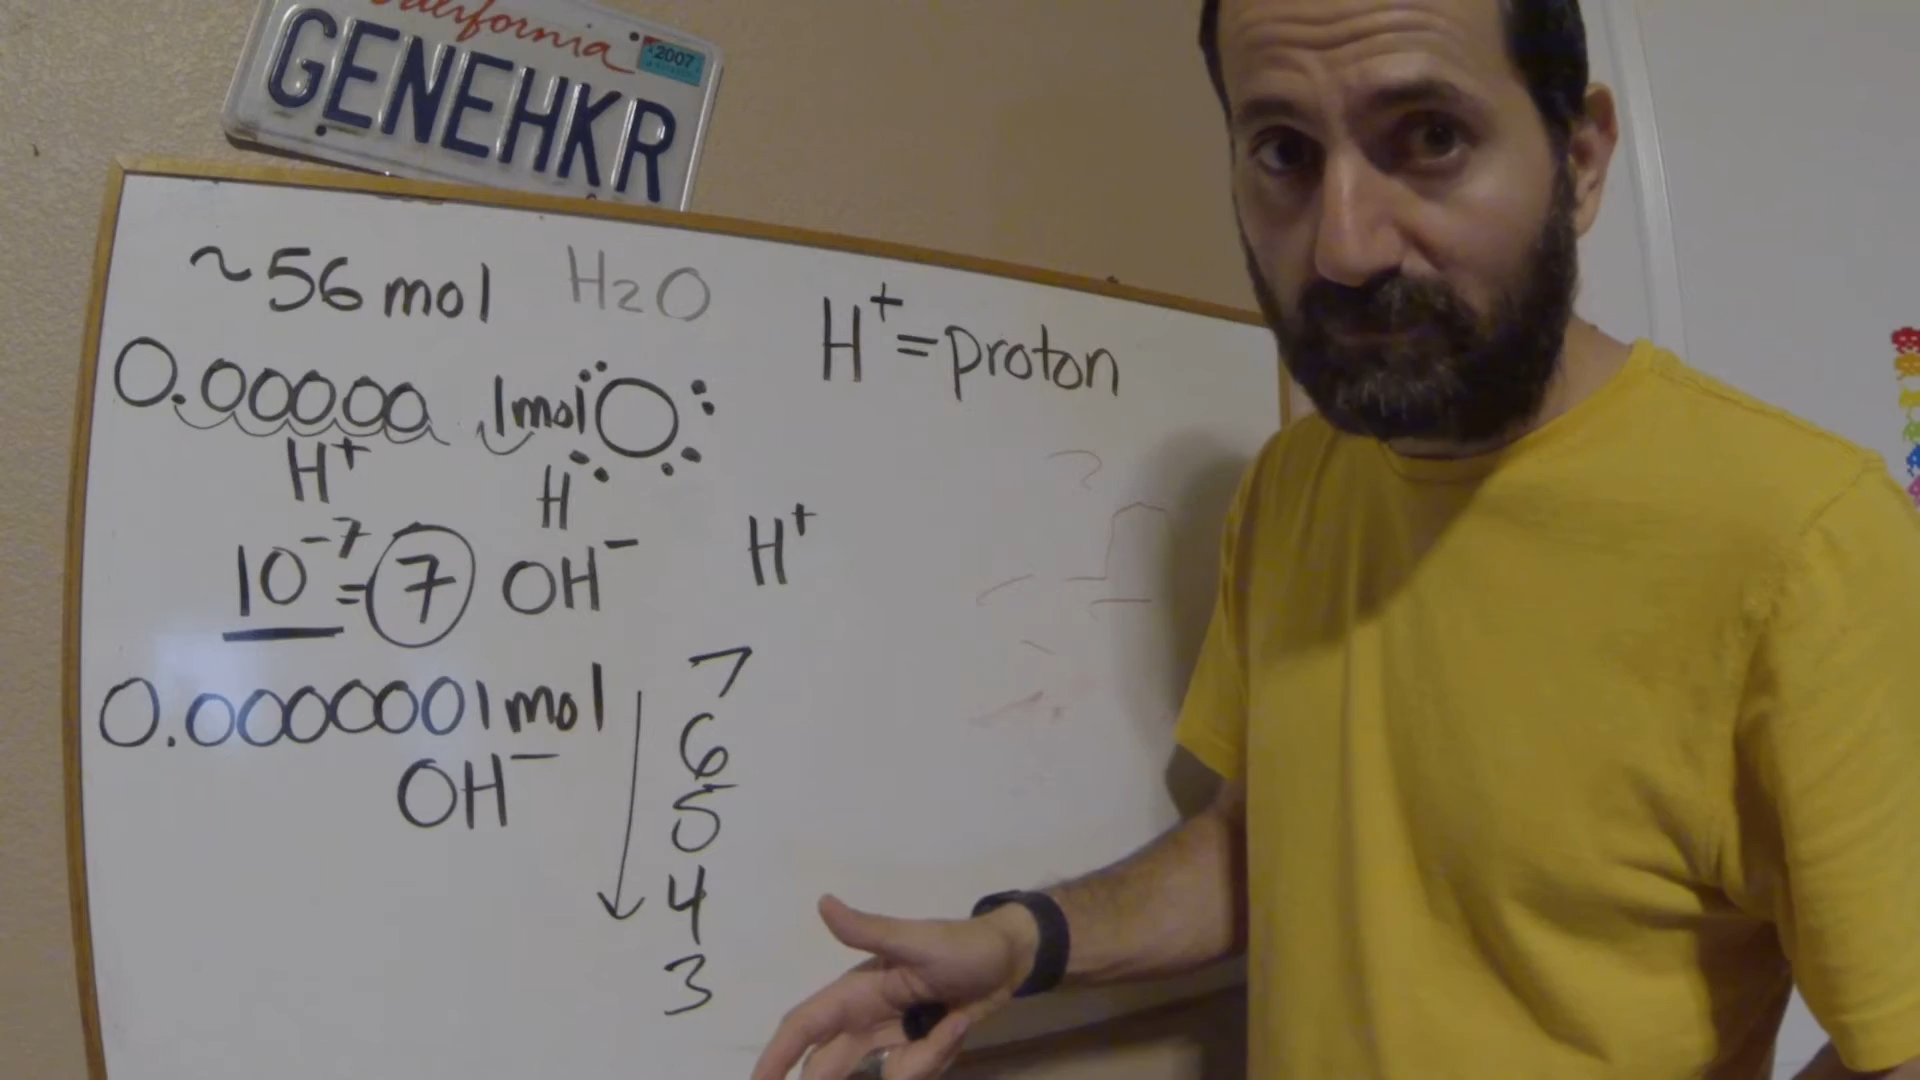 California
2007
GENEHKR
~56 mol H2O
H+ = proton
0.00000 1mol O
H+ H
H+
10^-7 = 7 OH-
0.0000001 mol
OH-
7
6
5
4
3